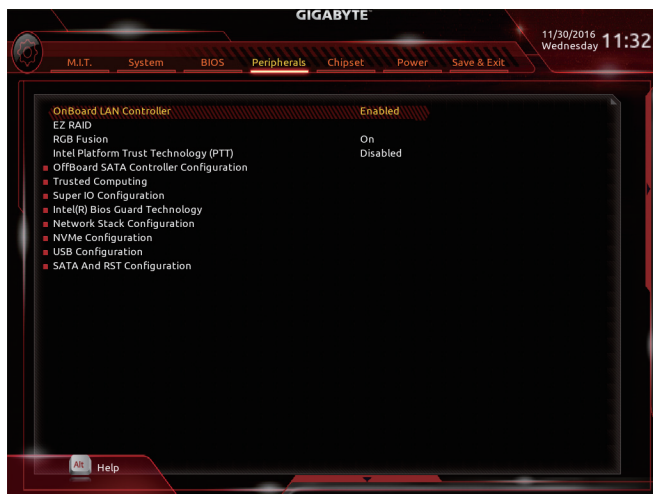 GIGABYTE™
11/30/2016
Wednesday 11:32
M.I.T. System BIOS Peripherals Chipset Power Save & Exit
OnBoard LAN Controller Enabled
EZ RAID
RGB Fusion On
Intel Platform Trust Technology (PTT) Disabled
OffBoard SATA Controller Configuration
Trusted Computing
Super IO Configuration
Intel(R) Bios Guard Technology
Network Stack Configuration
NVMe Configuration
USB Configuration
SATA And RST Configuration
Alt Help